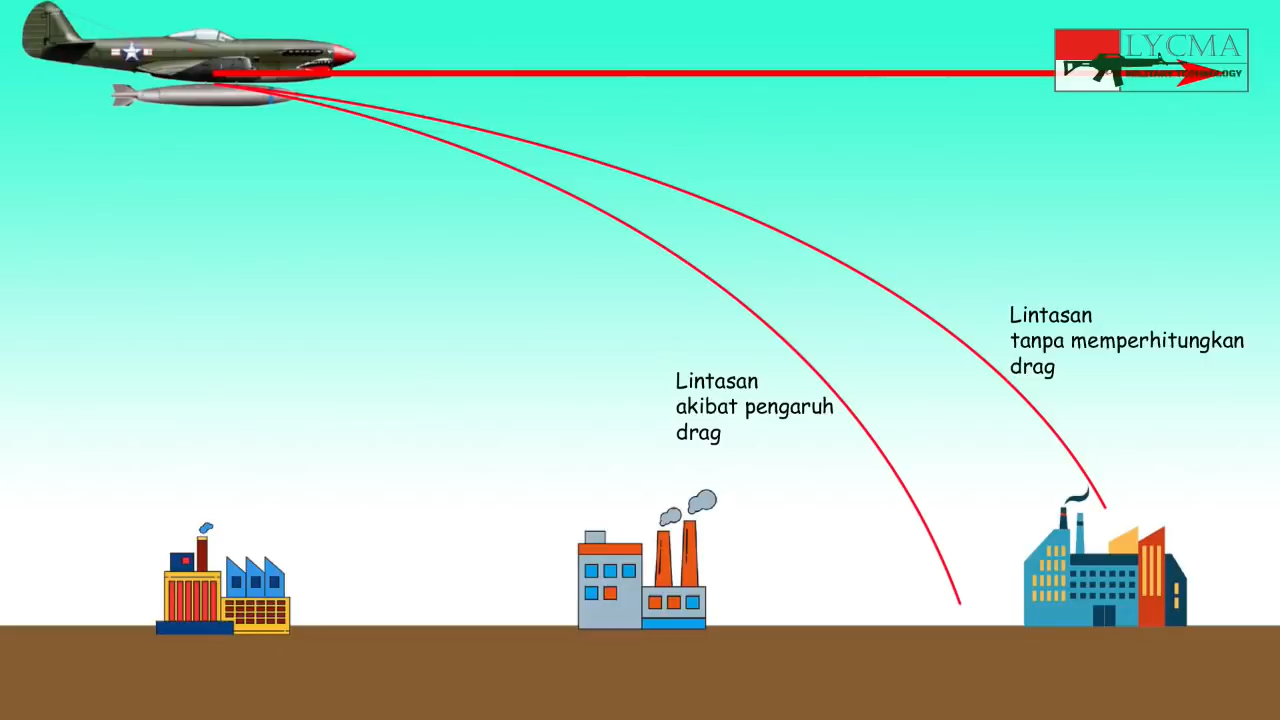 LYCMA
MILITARY TECHNOLOGY
Lintasan
tanpa memperhitungkan
drag
Lintasan
akibat pengaruh
drag